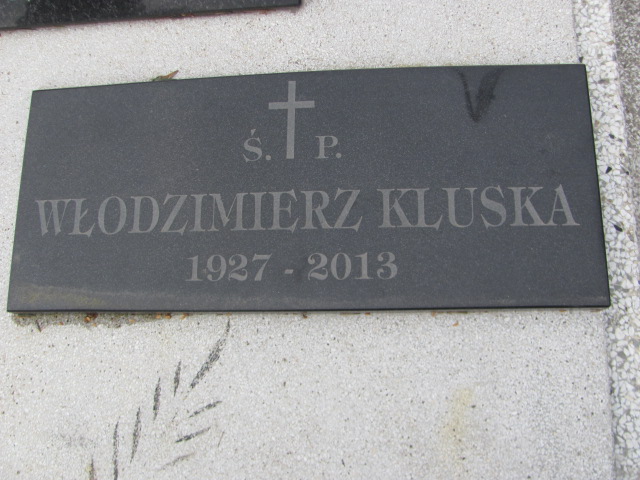 Ś. P.
WŁODZIMIERZ KLUSKA
1927 - 2013